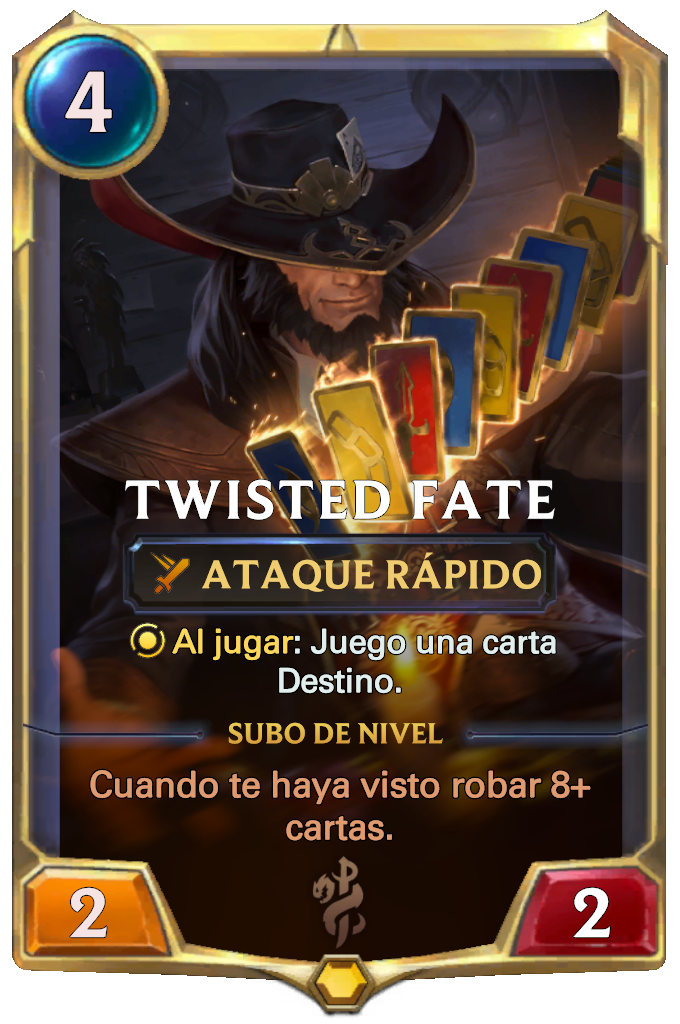 4
TWISTED FATE
ATAQUE RÁPIDO
Al jugar: Juego una carta
Destino.
SUBO DE NIVEL
Cuando te haya visto robar 8+
cartas.
2
2